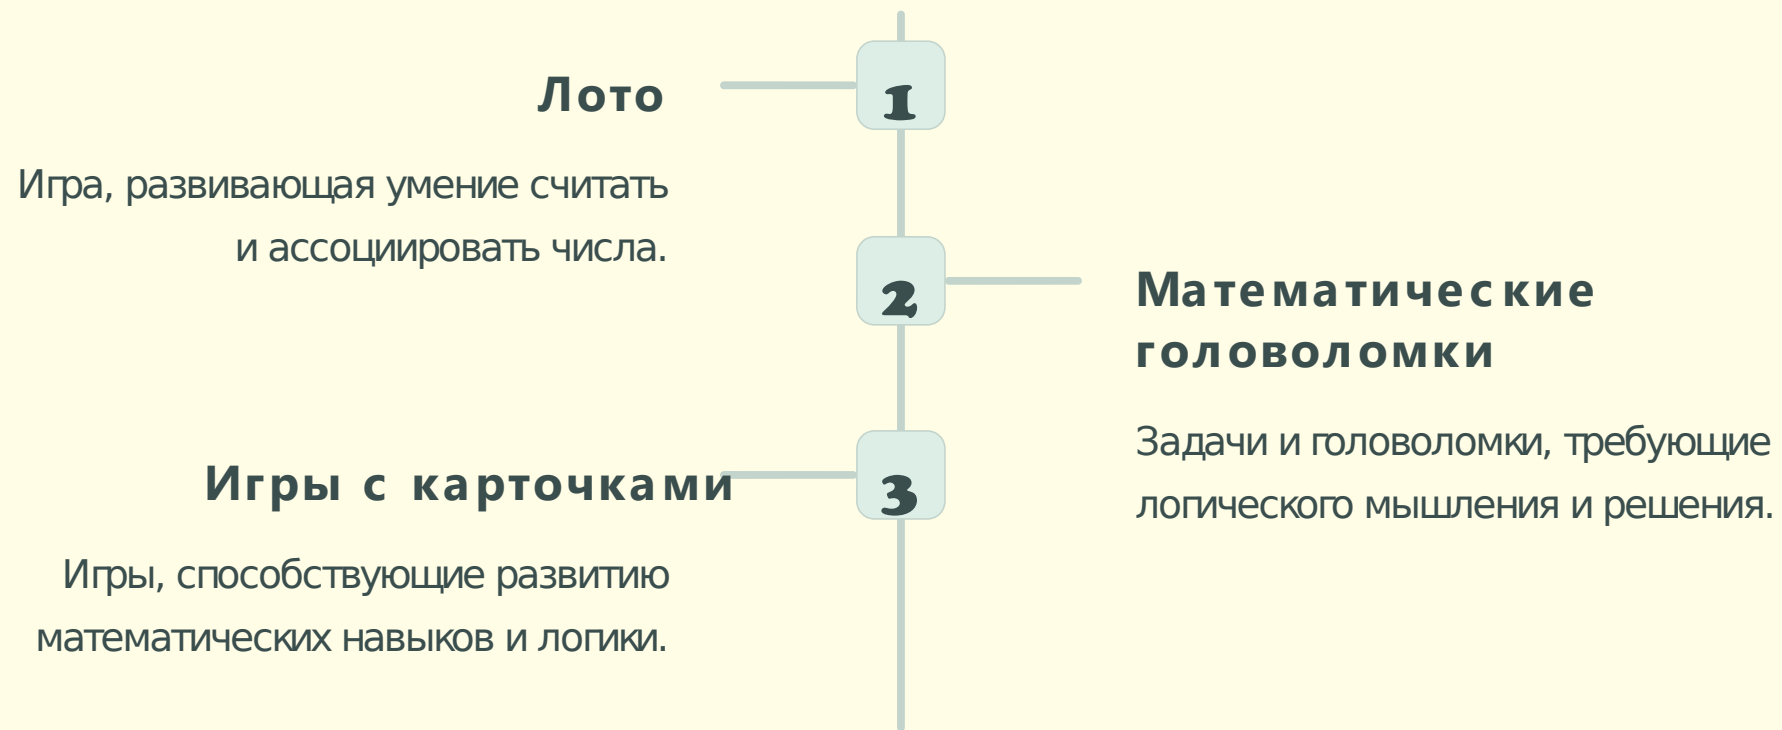 1
Лото
Игра, развивающая умение считать
и ассоциировать числа.
2
Математические
головоломки
Задачи и головоломки, требующие
логического мышления и решения.
3
Игры с карточками
Игры, способствующие развитию
математических навыков и логики.